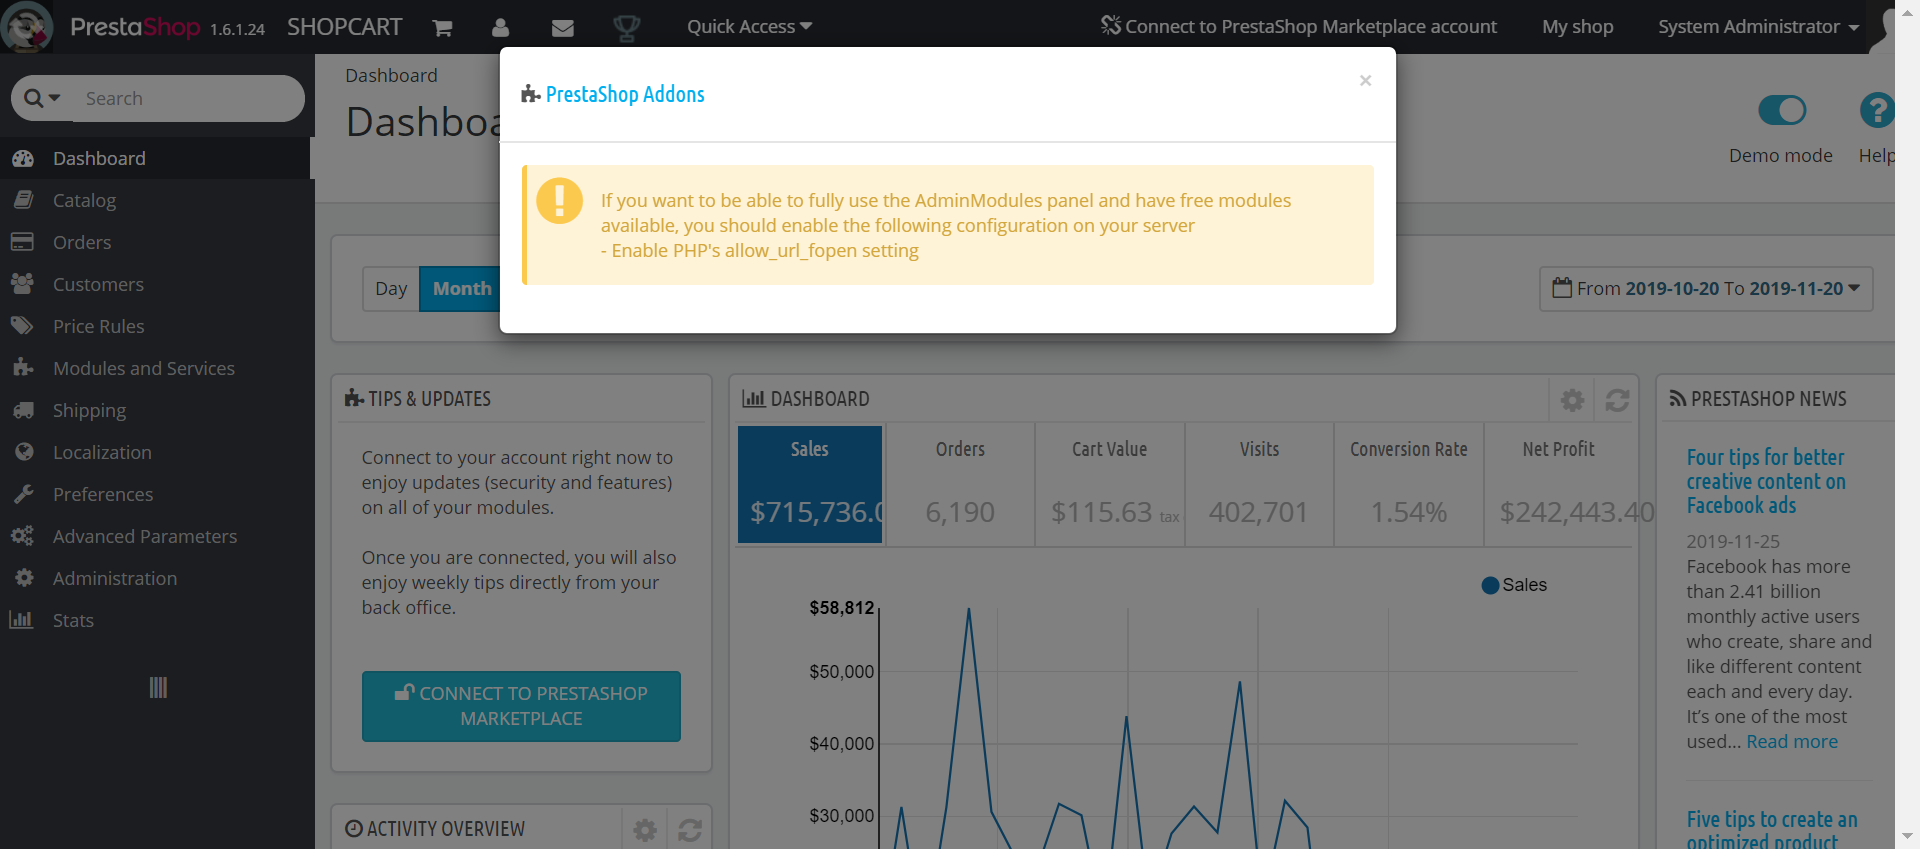 PrestaShop 1.6.1.24 SHOPCART
Quick Access
Connect to PrestaShop Marketplace account
My shop
System Administrator
Search
Dashboard
Catalog
Orders
Customers
Price Rules
Modules and Services
Shipping
Localization
Preferences
Advanced Parameters
Administration
Stats
Dashboard
Dashboa
Demo mode
Help
PrestaShop Addons
×
If you want to be able to fully use the AdminModules panel and have free modules
available, you should enable the following configuration on your server
- Enable PHP's allow_url_fopen setting
Day
Month
From 2019-10-20 To 2019-11-20
TIPS & UPDATES
Connect to your account right now to
enjoy updates (security and features)
on all of your modules.
Once you are connected, you will also
enjoy weekly tips directly from your
back office.
CONNECT TO PRESTASHOP
MARKETPLACE
ACTIVITY OVERVIEW
DASHBOARD
Sales
$715,736.0
Orders
6,190
Cart Value
$115.63 tax
Visits
402,701
Conversion Rate
1.54%
Net Profit
$242,443.40
Sales
$58,812
$50,000
$40,000
$30,000
PRESTASHOP NEWS
Four tips for better
creative content on
Facebook ads
2019-11-25
Facebook has more
than 2.41 billion
monthly active users
who create, share and
like different content
each and every day.
It’s one of the most
used... Read more
Five tips to create an
optimized product